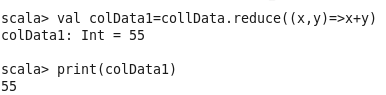 scala> val colData1=collData.reduce((x,y)=>x+y)
colData1: Int = 55
scala> print(colData1)
55